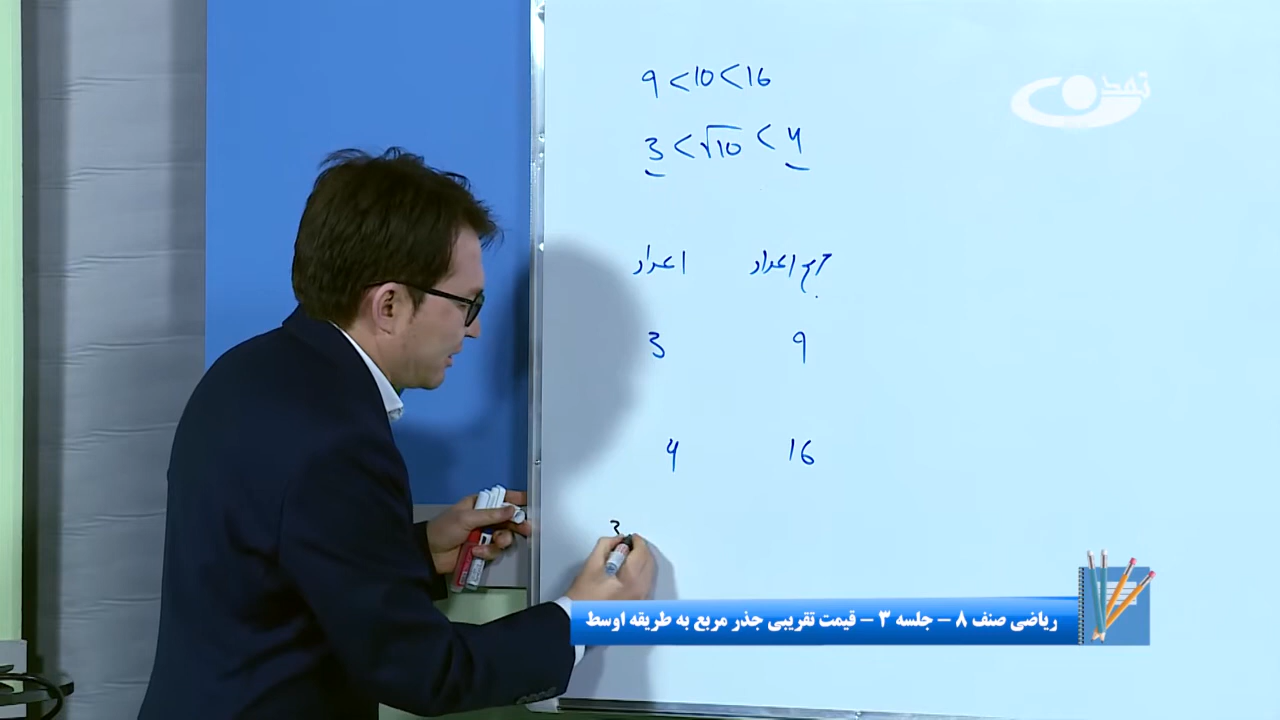 تمدن
9 < 10 < 16
3 < √10 < 4
اعداد مربع اعداد
3 9
4 16
3
ریاضی صنف ۸ – جلسه ۳ – قیمت تقریبی جذر مربع به طریقه اوسط